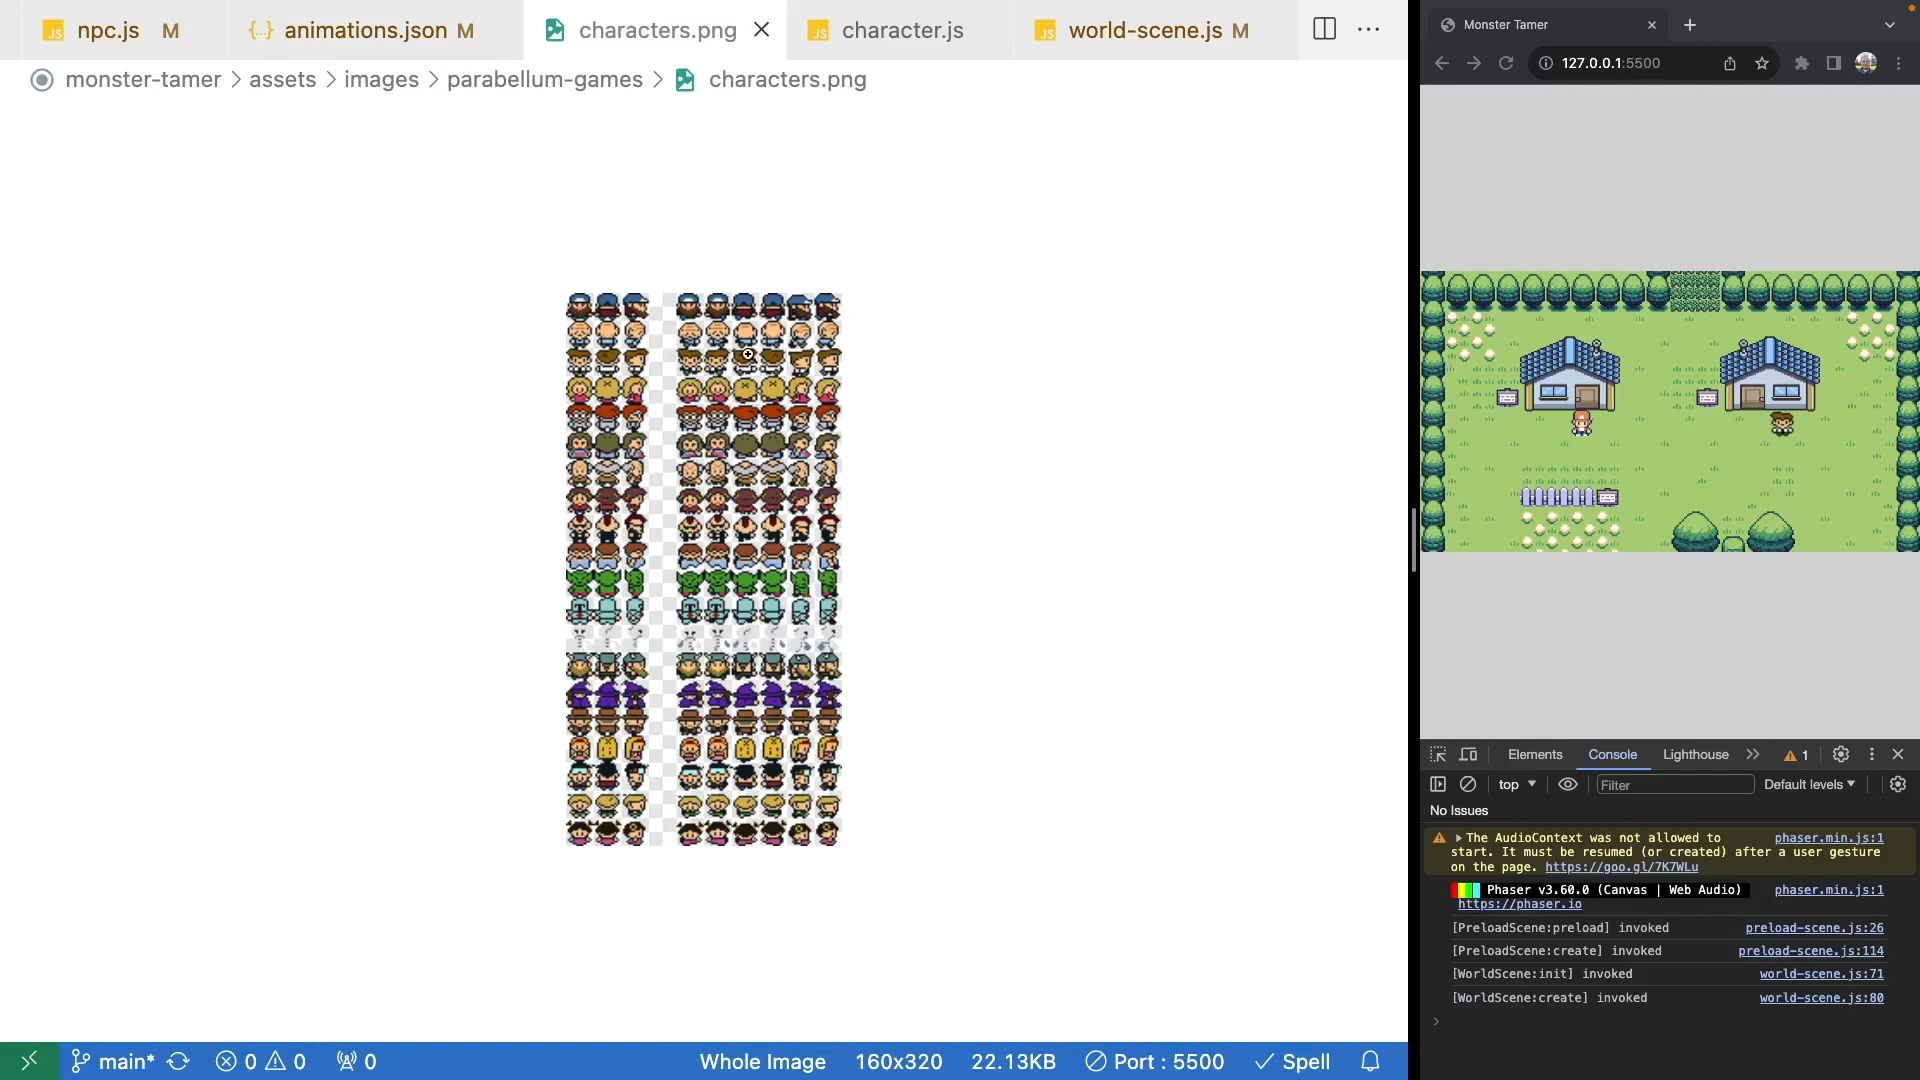 npc.js M
animations.json M
characters.png
character.js
world-scene.js M
monster-tamer > assets > images > parabellum-games > characters.png
main*
0
0
0
Whole Image
160x320
22.13KB
Port : 5500
Spell
Monster Tamer
127.0.0.1:5500
Elements
Console
Lighthouse
1
top
Filter
Default levels
No Issues
The AudioContext was not allowed to phaser.min.js:1
start. It must be resumed (or created) after a user gesture
on the page. https://goo.gl/7K7WLu
Phaser v3.60.0 (Canvas | Web Audio) phaser.min.js:1
https://phaser.io
[PreloadScene:preload] invoked preload-scene.js:26
[PreloadScene:create] invoked preload-scene.js:114
[WorldScene:init] invoked world-scene.js:71
[WorldScene:create] invoked world-scene.js:80